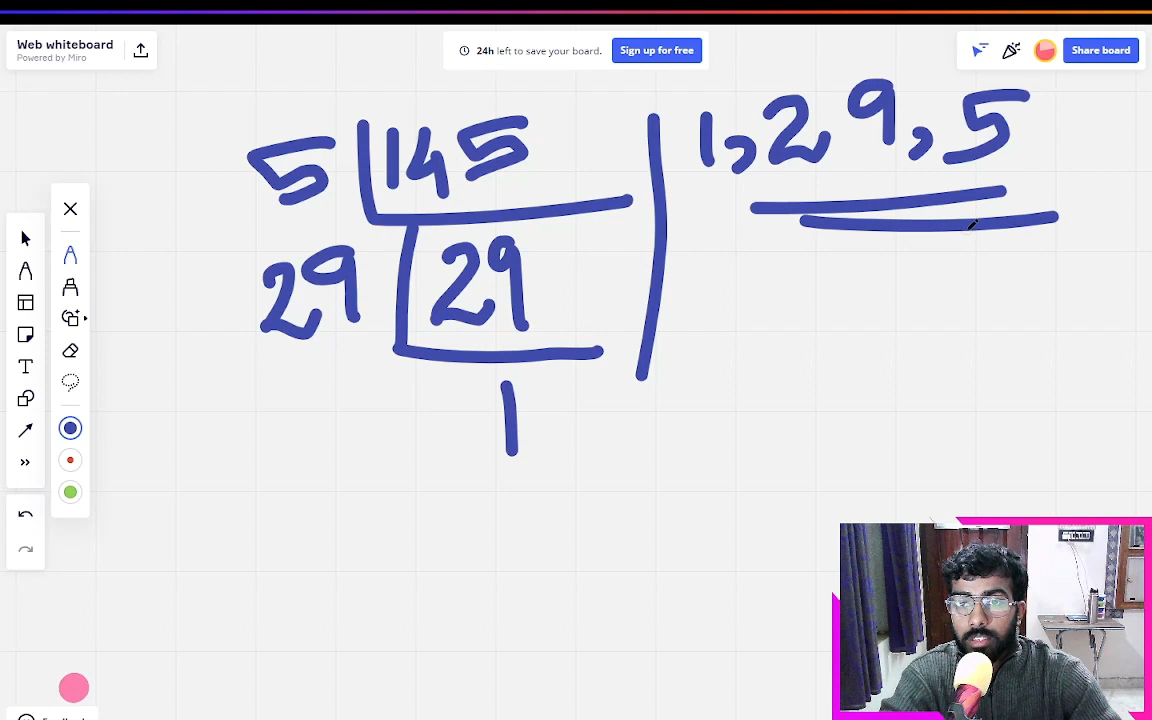 Web whiteboard
Powered by Miro
24h left to save your board.
Sign up for free
Share board
5 145
29 29
1
1, 29, 5
T